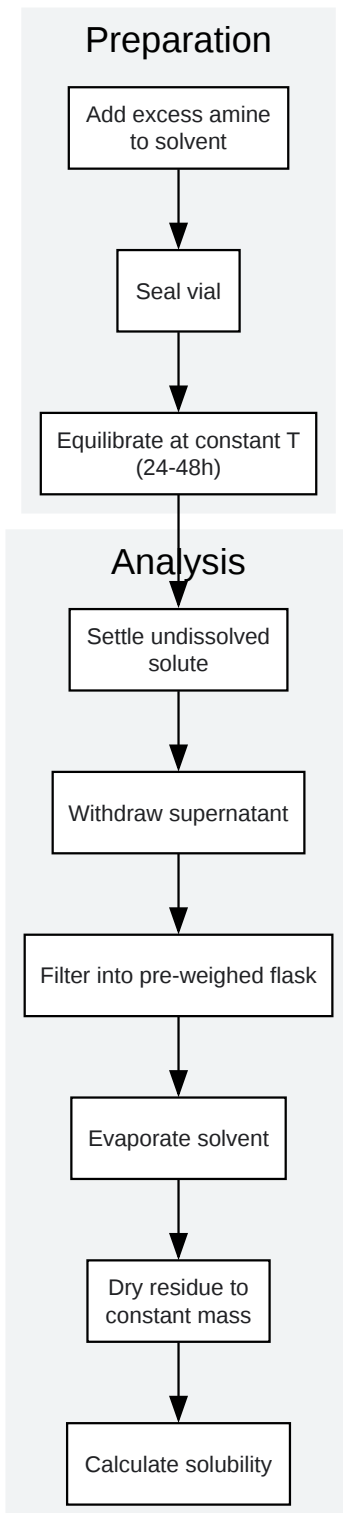 Preparation
Add excess amine
to solvent
Seal vial
Equilibrate at constant T
(24-48h)
Analysis
Settle undissolved
solute
Withdraw supernatant
Filter into pre-weighed flask
Evaporate solvent
Dry residue to
constant mass
Calculate solubility